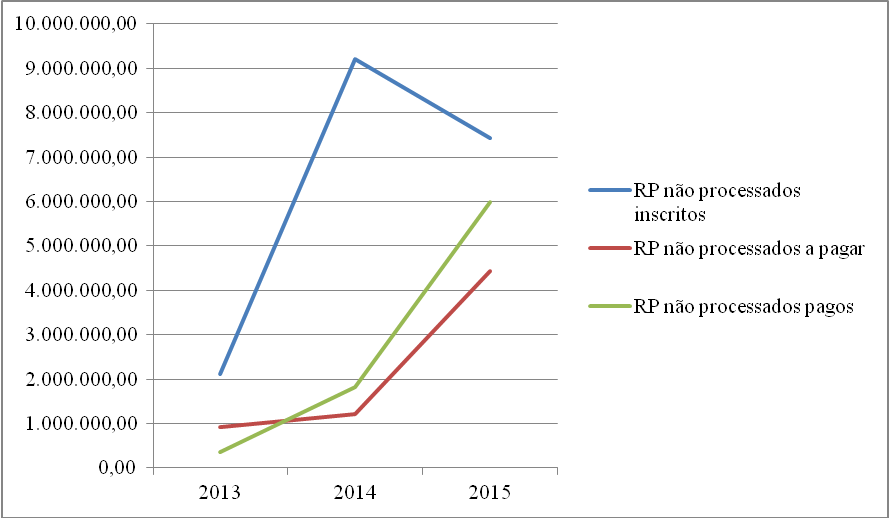 10.000.000,00
9.000.000,00
8.000.000,00
7.000.000,00
6.000.000,00
5.000.000,00
4.000.000,00
3.000.000,00
2.000.000,00
1.000.000,00
0,00
2013 2014 2015
RP não processados
inscritos
RP não processados a pagar
RP não processados pagos